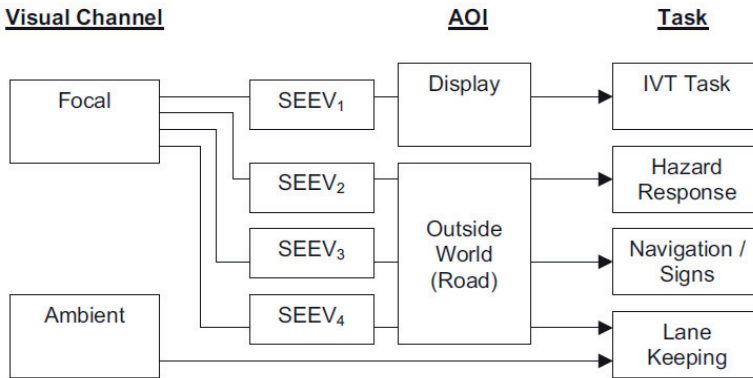 Visual Channel
AOI
Task
Focal
SEEV1
Display
IVT Task
SEEV2
Hazard
Response
Outside
World
(Road)
SEEV3
Navigation /
Signs
Ambient
SEEV4
Lane
Keeping